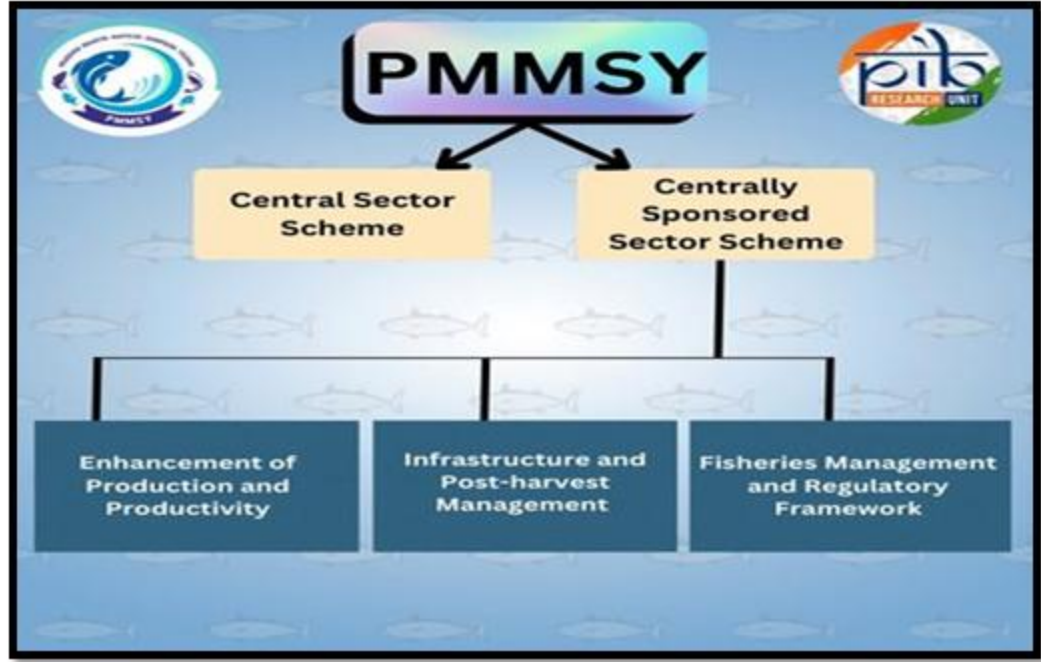 PMMSY
PMMSY
pib
RESEARCH UNIT
Central Sector
Scheme
Centrally
Sponsored
Sector Scheme
Enhancement of
Production and
Productivity
Infrastructure and
Post-harvest
Management
Fisheries Management
and Regulatory
Framework